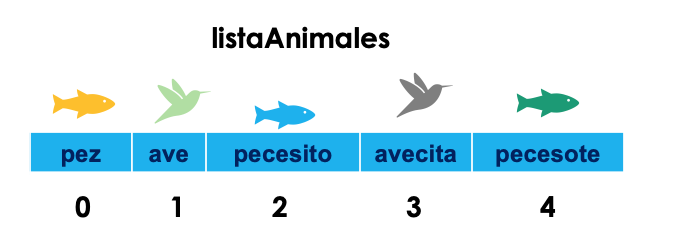 listaAnimales
pez ave pecesito avecita pecesote
0 1 2 3 4